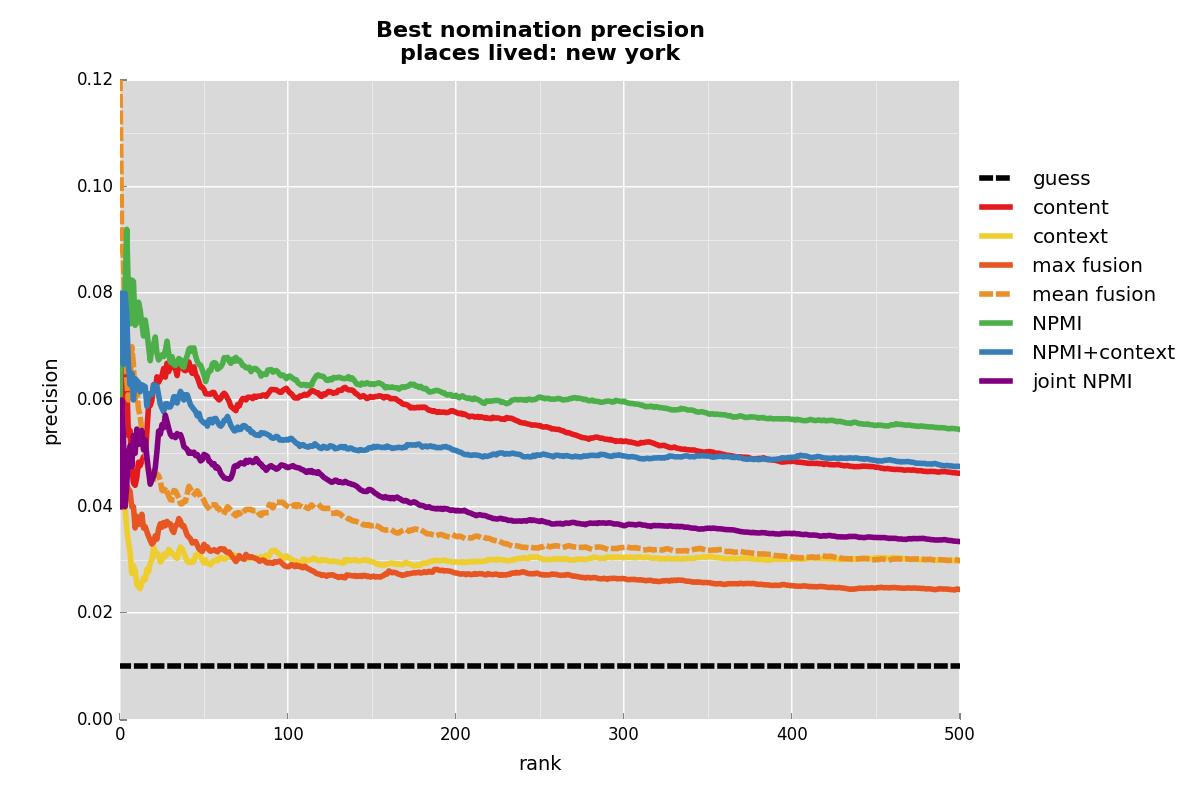 Best nomination precision
places lived: new york
precision
0.12
0.10
0.08
0.06
0.04
0.02
0.00
0
100
200
300
400
500
rank
guess
content
context
max fusion
mean fusion
NPMI
NPMI+context
joint NPMI